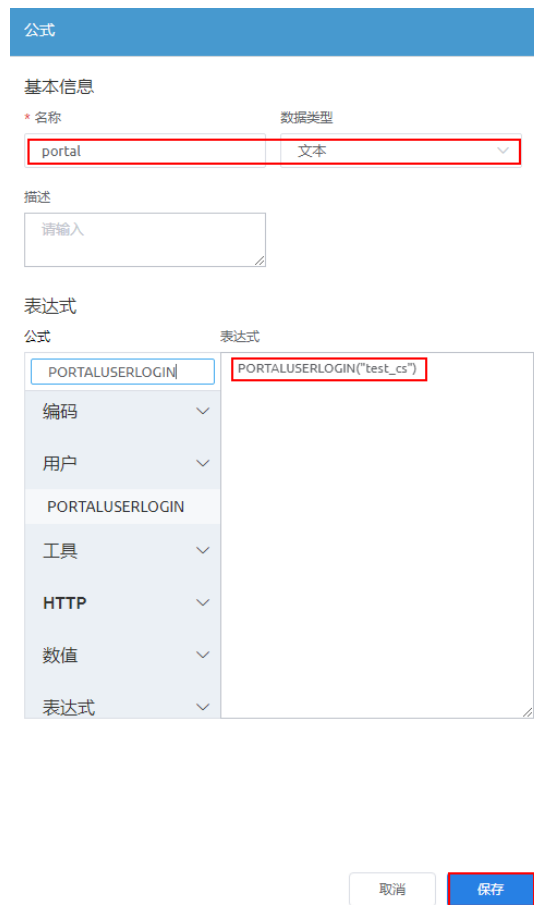 公式
基本信息
* 名称 数据类型
portal 文本
描述
请输入
表达式
公式 表达式
PORTALUSERLOGIN PORTALUSERLOGIN("test_cs")
编码
用户
PORTALUSERLOGIN
工具
HTTP
数值
表达式
取消 保存